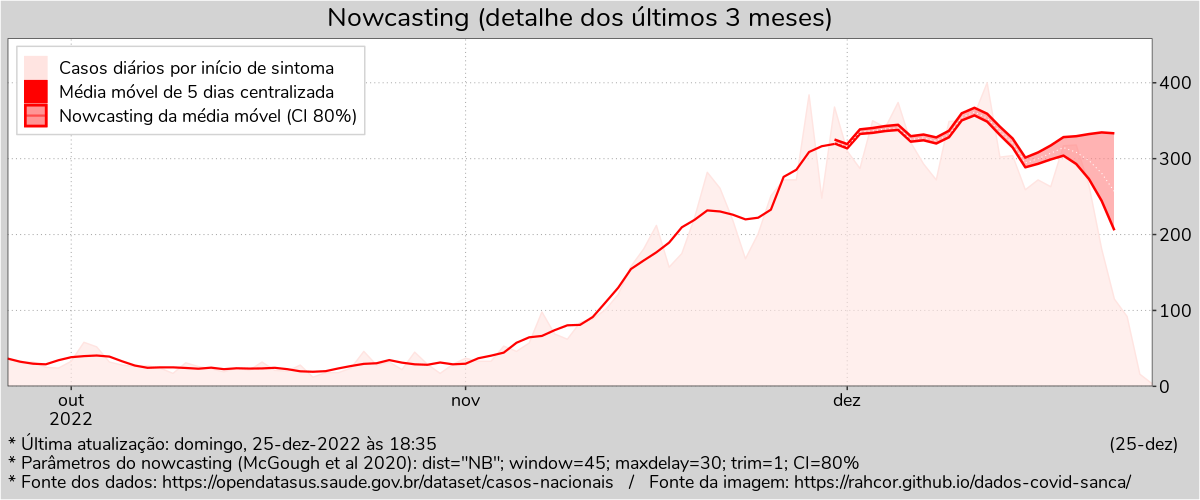 Nowcasting (detalhe dos últimos 3 meses)
Casos diários por início de sintoma
Média móvel de 5 dias centralizada
Nowcasting da média móvel (CI 80%)
400
300
200
100
0
out
2022
nov
dez
* Última atualização: domingo, 25-dez-2022 às 18:35
(25-dez)
* Parâmetros do nowcasting (McGough et al 2020): dist="NB"; window=45; maxdelay=30; trim=1; CI=80%
* Fonte dos dados: https://opendatasus.saude.gov.br/dataset/casos-nacionais / Fonte da imagem: https://rahcor.github.io/dados-covid-sanca/